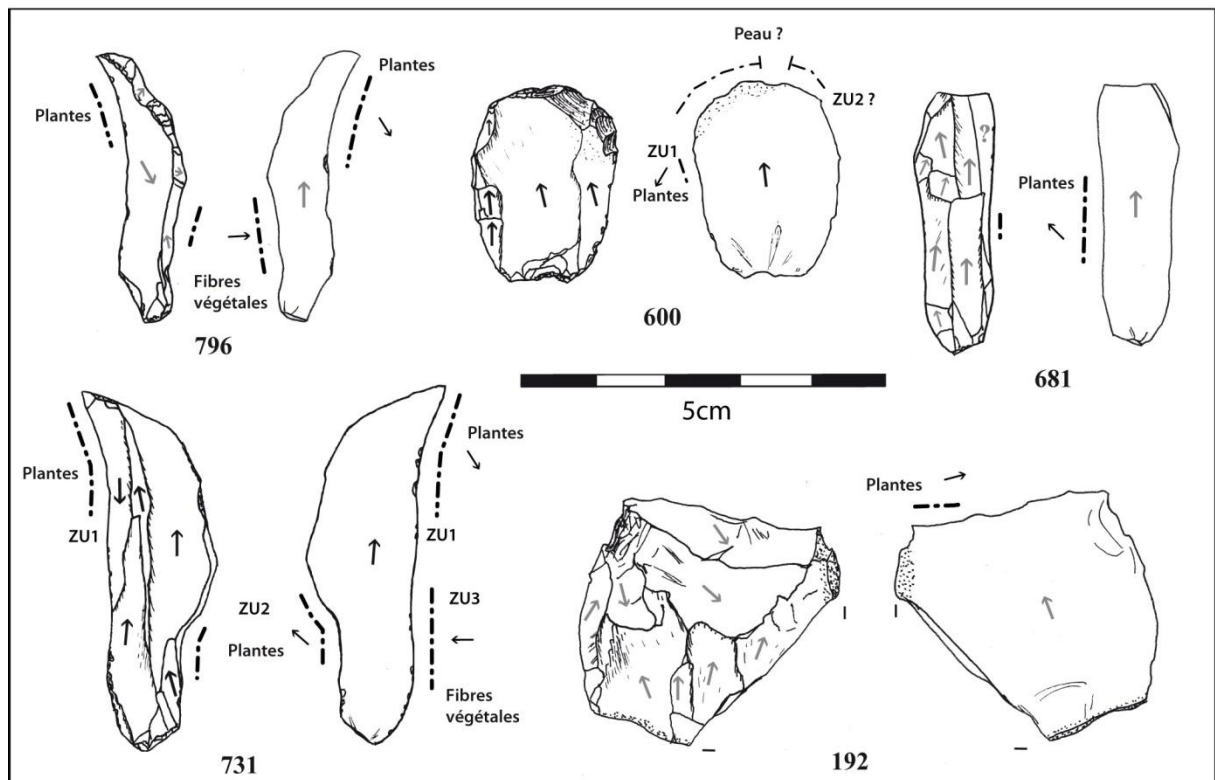 Plantes
Plantes
Fibres
végétales
796
Peau ?
ZU2 ?
ZU1
Plantes
600
?
Plantes
681
5cm
Plantes
ZU1
Plantes
ZU1
ZU2
Plantes
ZU3
Fibres
végétales
731
Plantes
192